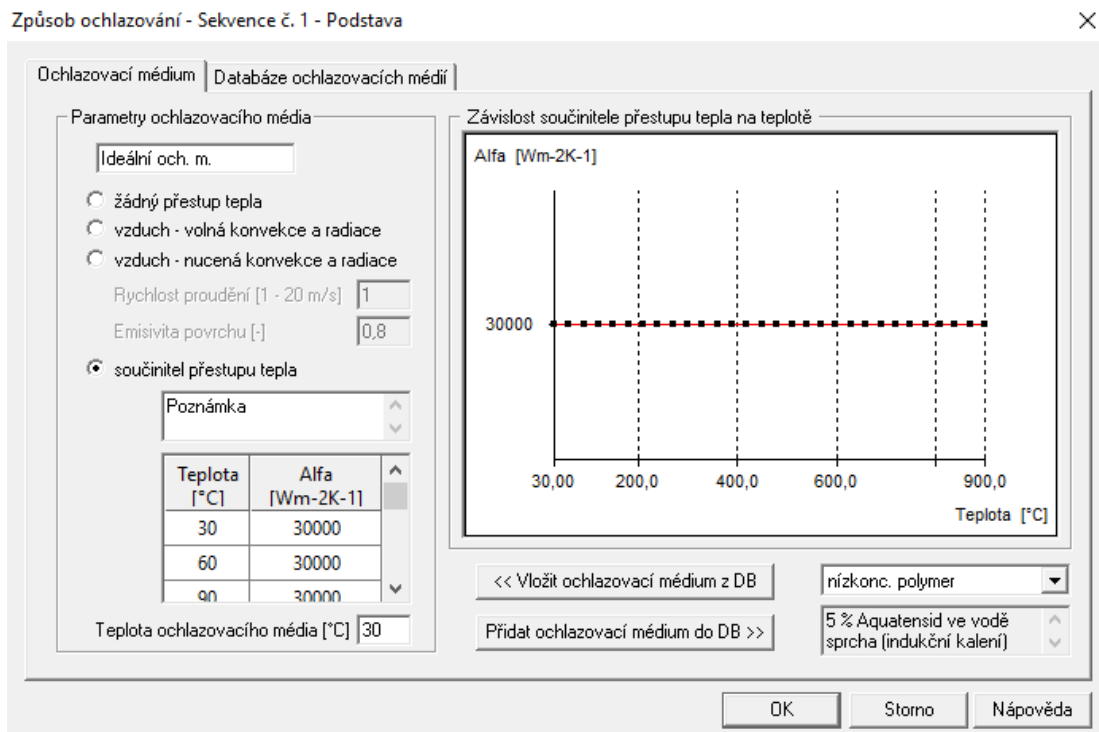 Způsob ochlazování - Sekvence č. 1 - Podstava
Ochlazovací médium
Databáze ochlazovacích médií
Parametry ochlazovacího média
Ideální och. m.
žádný přestup tepla
vzduch - volná konvekce a radiace
vzduch - nucená konvekce a radiace
Rychlost proudění [1 - 20 m/s] 1
Emisivita povrchu [-] 0,8
součinitel přestupu tepla
Poznámka
Teplota [°C]
Alfa [Wm-2K-1]
30 30000
60 30000
90 30000
Teplota ochlazovacího média [°C] 30
Závislost součinitele přestupu tepla na teplotě
Alfa [Wm-2K-1]
30000
30,00 200,0 400,0 600,0 900,0
Teplota [°C]
<< Vložit ochlazovací médium z DB
nízkonc. polymer
Přidat ochlazovací médium do DB >>
5 % Aquatensid ve vodě
sprcha (indukční kalení)
OK Storno Nápověda